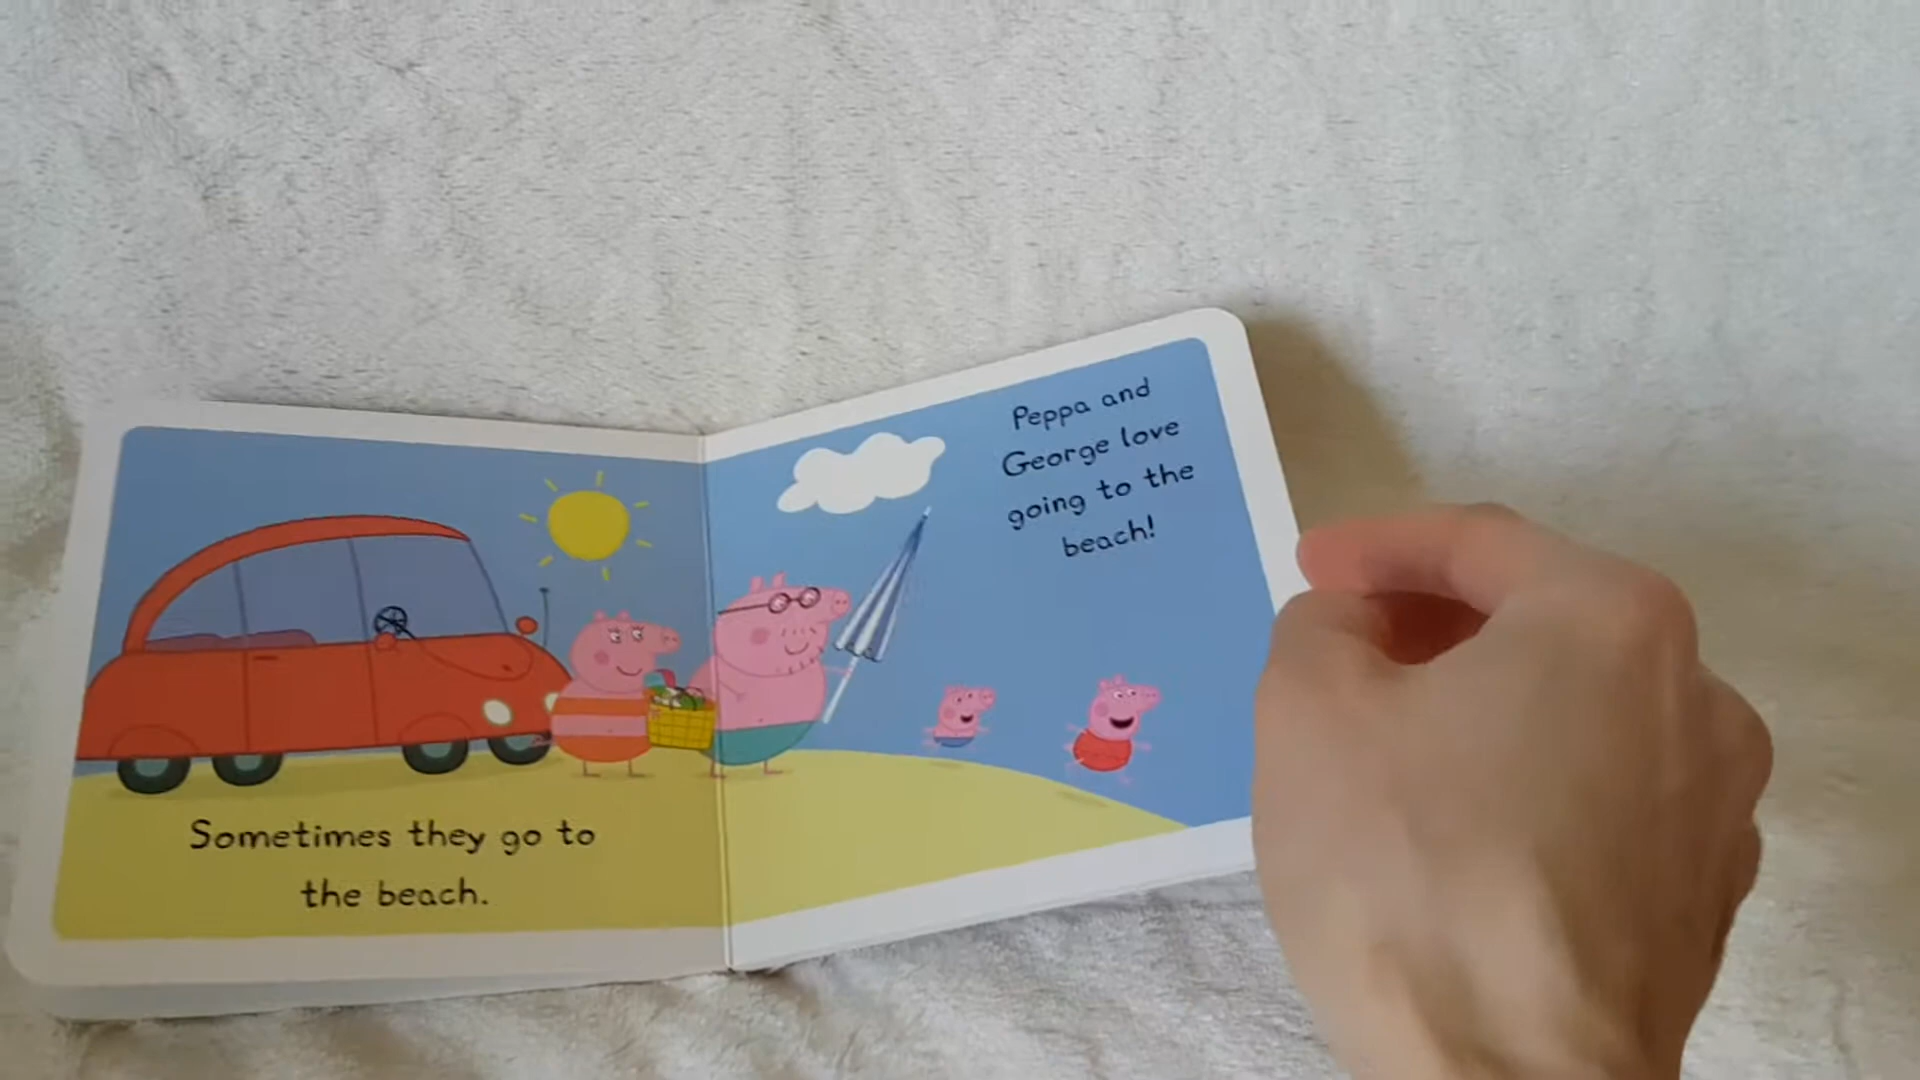 Sometimes they go to
the beach.
Peppa and
George love
going to the
beach!